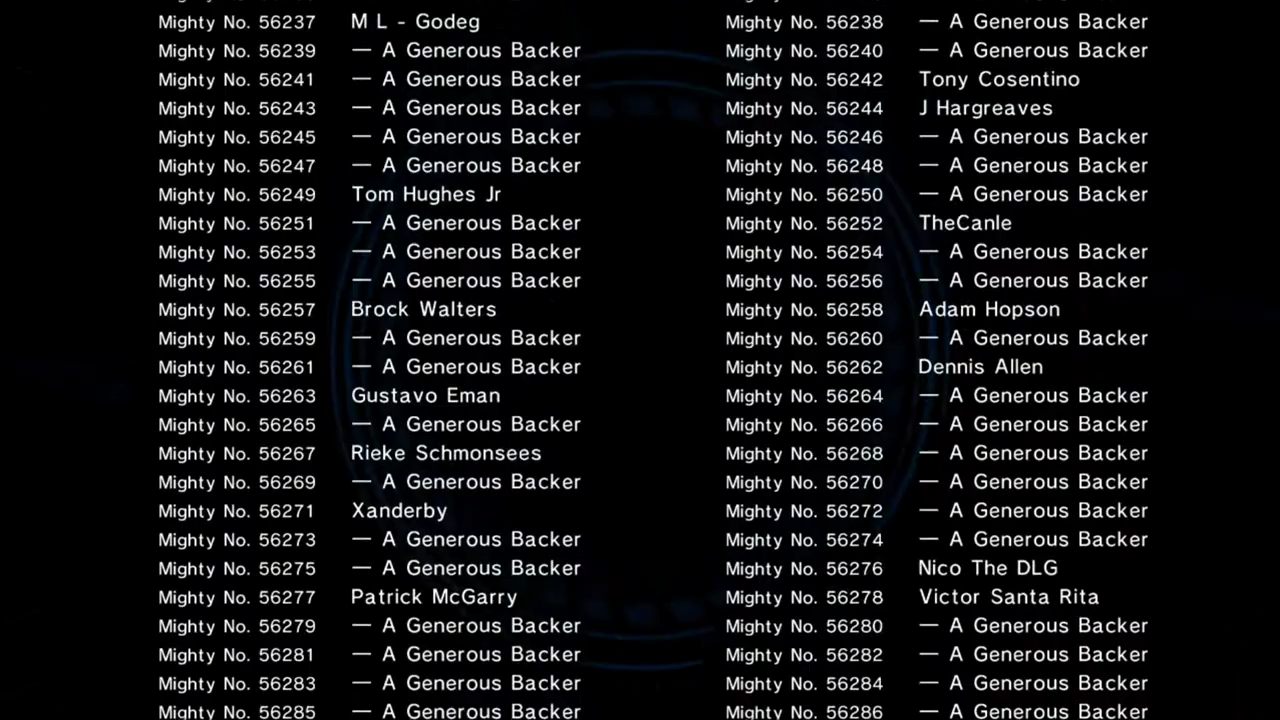 Mighty No. 56237 M L - Godeg Mighty No. 56238 — A Generous Backer
Mighty No. 56239 — A Generous Backer Mighty No. 56240 — A Generous Backer
Mighty No. 56241 — A Generous Backer Mighty No. 56242 Tony Cosentino
Mighty No. 56243 — A Generous Backer Mighty No. 56244 J Hargreaves
Mighty No. 56245 — A Generous Backer Mighty No. 56246 — A Generous Backer
Mighty No. 56247 — A Generous Backer Mighty No. 56248 — A Generous Backer
Mighty No. 56249 Tom Hughes Jr Mighty No. 56250 — A Generous Backer
Mighty No. 56251 — A Generous Backer Mighty No. 56252 TheCanle
Mighty No. 56253 — A Generous Backer Mighty No. 56254 — A Generous Backer
Mighty No. 56255 — A Generous Backer Mighty No. 56256 — A Generous Backer
Mighty No. 56257 Brock Walters Mighty No. 56258 Adam Hopson
Mighty No. 56259 — A Generous Backer Mighty No. 56260 — A Generous Backer
Mighty No. 56261 — A Generous Backer Mighty No. 56262 Dennis Allen
Mighty No. 56263 Gustavo Eman Mighty No. 56264 — A Generous Backer
Mighty No. 56265 — A Generous Backer Mighty No. 56266 — A Generous Backer
Mighty No. 56267 Rieke Schmonsees Mighty No. 56268 — A Generous Backer
Mighty No. 56269 — A Generous Backer Mighty No. 56270 — A Generous Backer
Mighty No. 56271 Xanderby Mighty No. 56272 — A Generous Backer
Mighty No. 56273 — A Generous Backer Mighty No. 56274 — A Generous Backer
Mighty No. 56275 — A Generous Backer Mighty No. 56276 Nico The DLG
Mighty No. 56277 Patrick McGarry Mighty No. 56278 Victor Santa Rita
Mighty No. 56279 — A Generous Backer Mighty No. 56280 — A Generous Backer
Mighty No. 56281 — A Generous Backer Mighty No. 56282 — A Generous Backer
Mighty No. 56283 — A Generous Backer Mighty No. 56284 — A Generous Backer
Mighty No. 56285 — A Generous Backer Mighty No. 56286 — A Generous Backer